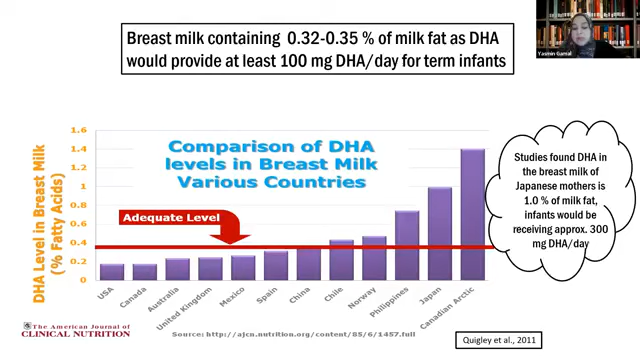 Breast milk containing 0.32-0.35 % of milk fat as DHA
would provide at least 100 mg DHA/day for term infants
Yasmin Gamal
DHA Level in Breast Milk
(% Fatty Acids)
1.6
1.4
1.2
1
0.8
0.6
0.4
0.2
0
Comparison of DHA
levels in Breast Milk
Various Countries
Adequate Level
USA
Canada
Australia
United Kingdom
Mexico
Spain
China
Chile
Norway
Philippines
Japan
Canadian Arctic
Studies found DHA in
the breast milk of
Japanese mothers is
1.0 % of milk fat,
infants would be
receiving approx. 300
mg DHA/day
The American Journal of
CLINICAL NUTRITION
Source: http://ajcn.nutrition.org/content/85/6/1457.full
Quigley et al., 2011